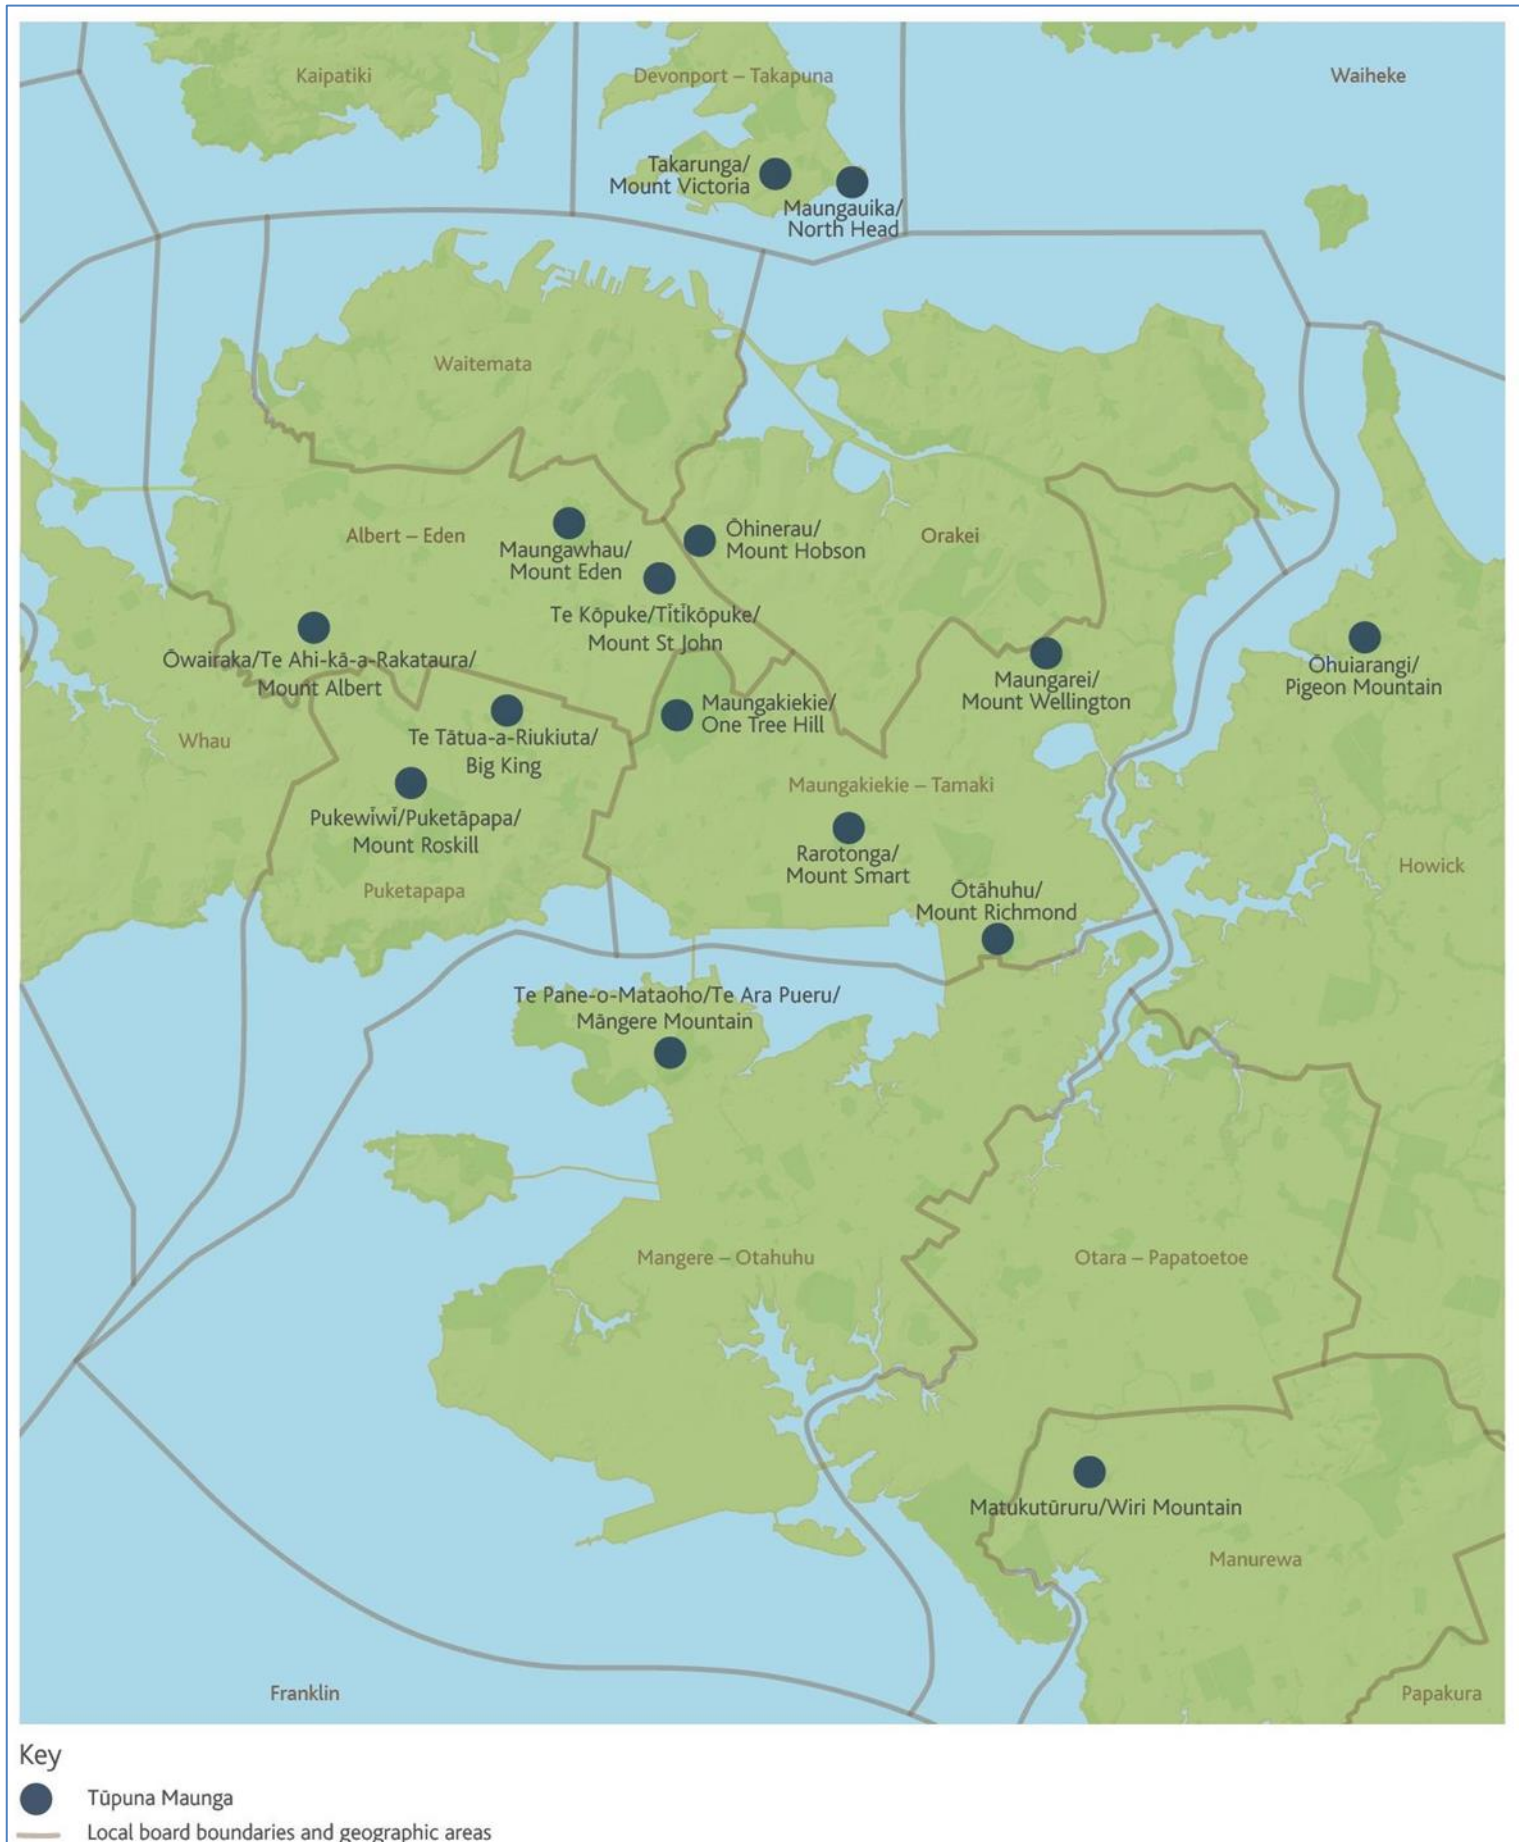 Kaipatiki
Devonport – Takapuna
Waiheke
Takarunga/
Mount Victoria
Maungauika/
North Head
Waitemata
Albert – Eden
Maungawhau/
Mount Eden
Ōhinerau/
Mount Hobson
Orakei
Te Kōpuke/Tītīkōpuke/
Mount St John
Ōwairaka/Te Ahi-kā-a-Rakataura/
Mount Albert
Maungarei/
Mount Wellington
Ōhuiarangi/
Pigeon Mountain
Whau
Te Tātua-a-Riukiuta/
Big King
Maungakiekie/
One Tree Hill
Maungakiekie – Tamaki
Pukewīwī/Puketāpapa/
Mount Roskill
Puketapapa
Rarotonga/
Mount Smart
Howick
Ōtāhuhu/
Mount Richmond
Te Pane-o-Mataoho/Te Ara Pueru/
Māngere Mountain
Mangere – Otahuhu
Otara – Papatoetoe
Matukutūruru/Wiri Mountain
Manurewa
Franklin
Papakura
Key
Tūpuna Maunga
Local board boundaries and geographic areas